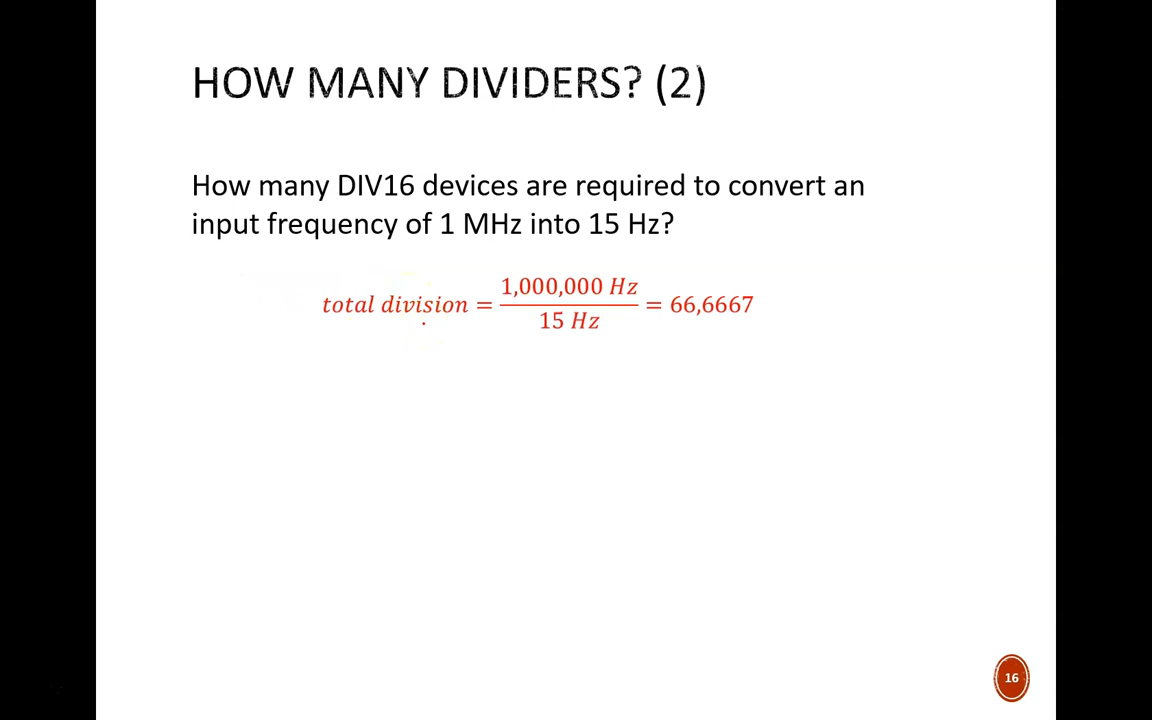 HOW MANY DIVIDERS? (2)
How many DIV16 devices are required to convert an
input frequency of 1 MHz into 15 Hz?
total division = 1,000,000 Hz / 15 Hz = 66,6667
16